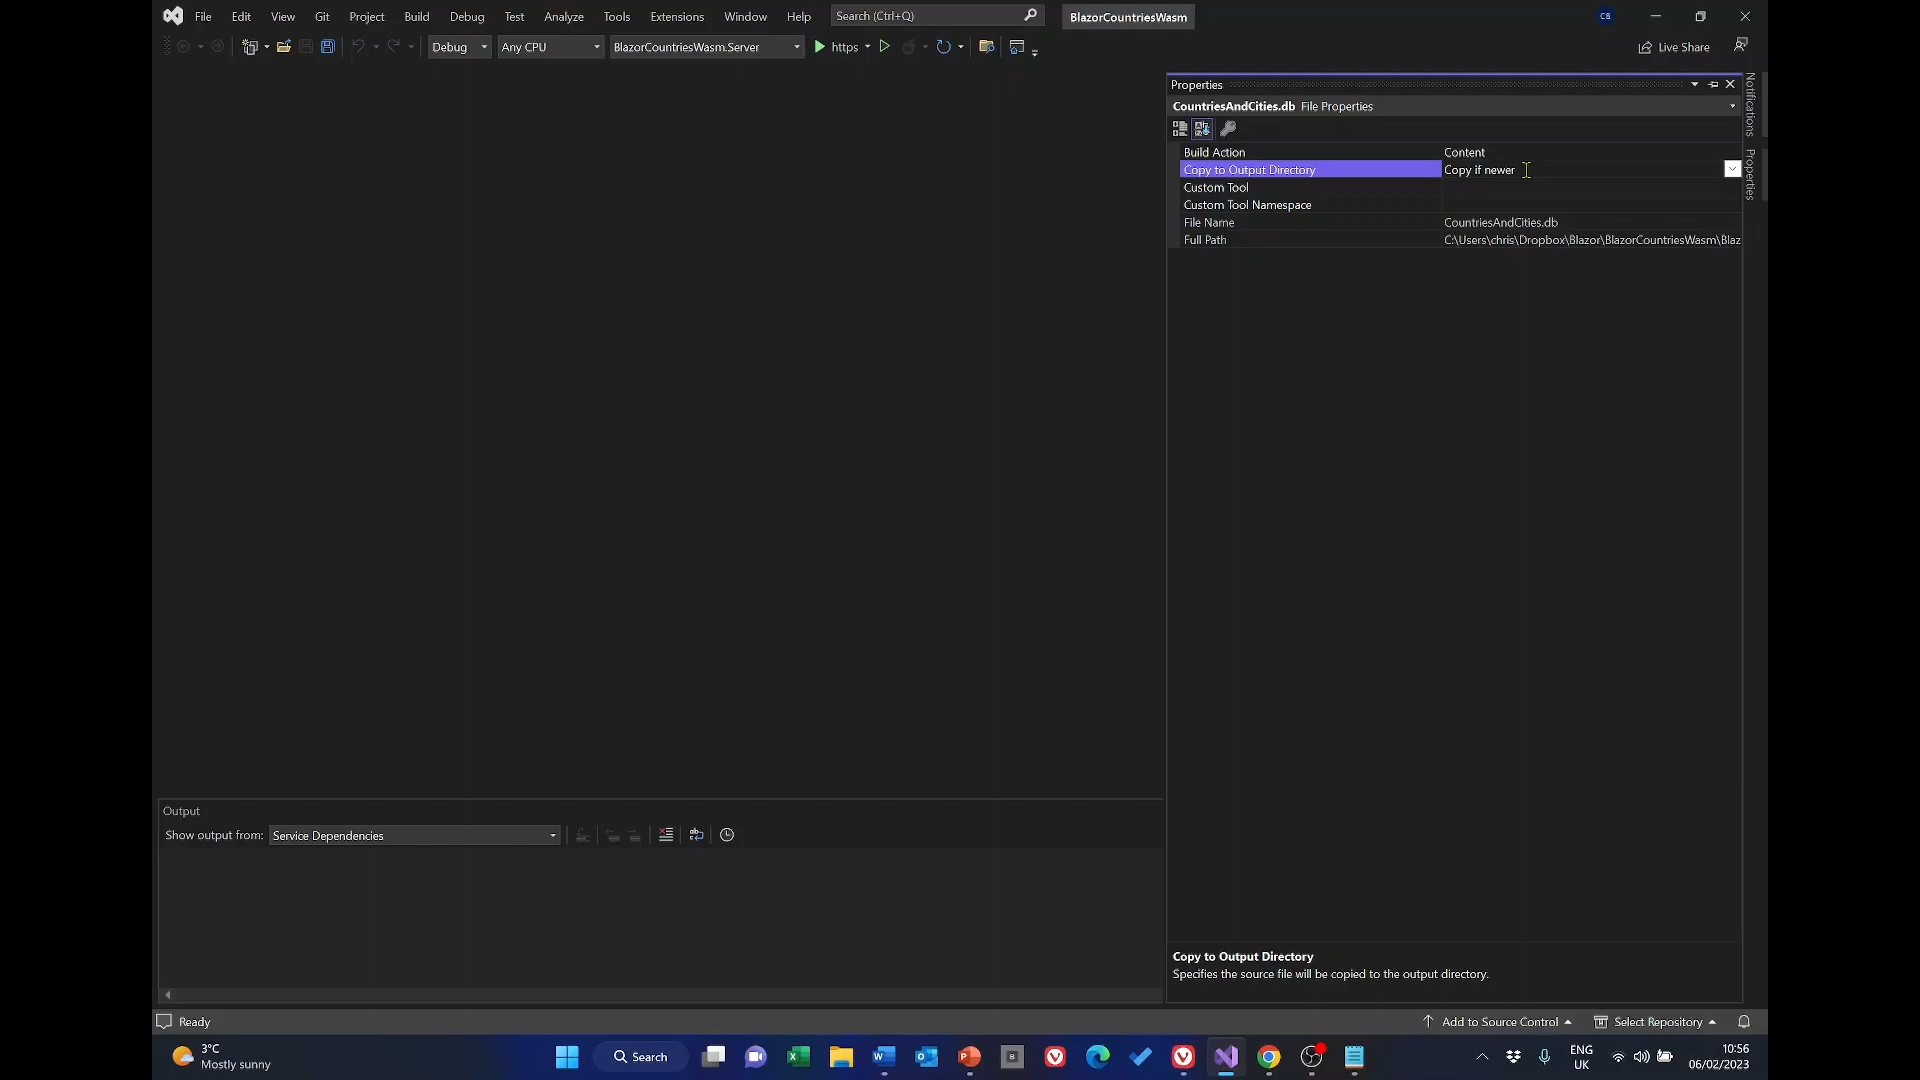 File Edit View Git Project Build Debug Test Analyze Tools Extensions Window Help Search (Ctrl+Q) BlazorCountriesWasm CB
Debug Any CPU BlazorCountriesWasm.Server https Live Share
Properties
CountriesAndCities.db File Properties
Build Action Content
Copy to Output Directory Copy if newer
Custom Tool
Custom Tool Namespace
File Name CountriesAndCities.db
Full Path C:\Users\chris\Dropbox\Blazor\BlazorCountriesWasm\Blaz
Notifications
Properties
Output
Show output from: Service Dependencies
Copy to Output Directory
Specifies the source file will be copied to the output directory.
Ready Add to Source Control Select Repository
3°C
Mostly sunny
Search
ENG
UK
10:56
06/02/2023